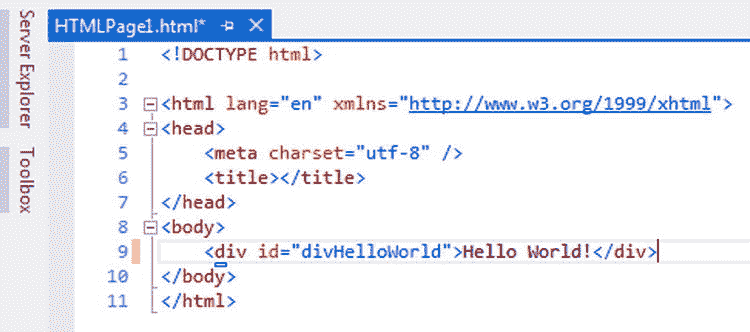 Server Explorer
Toolbox
HTMLPage1.html*
1 <!DOCTYPE html>
2
3 <html lang="en" xmlns="http://www.w3.org/1999/xhtml">
4 <head>
5 <meta charset="utf-8" />
6 <title></title>
7 </head>
8 <body>
9 <div id="divHelloWorld">Hello World!</div>
10 </body>
11 </html>